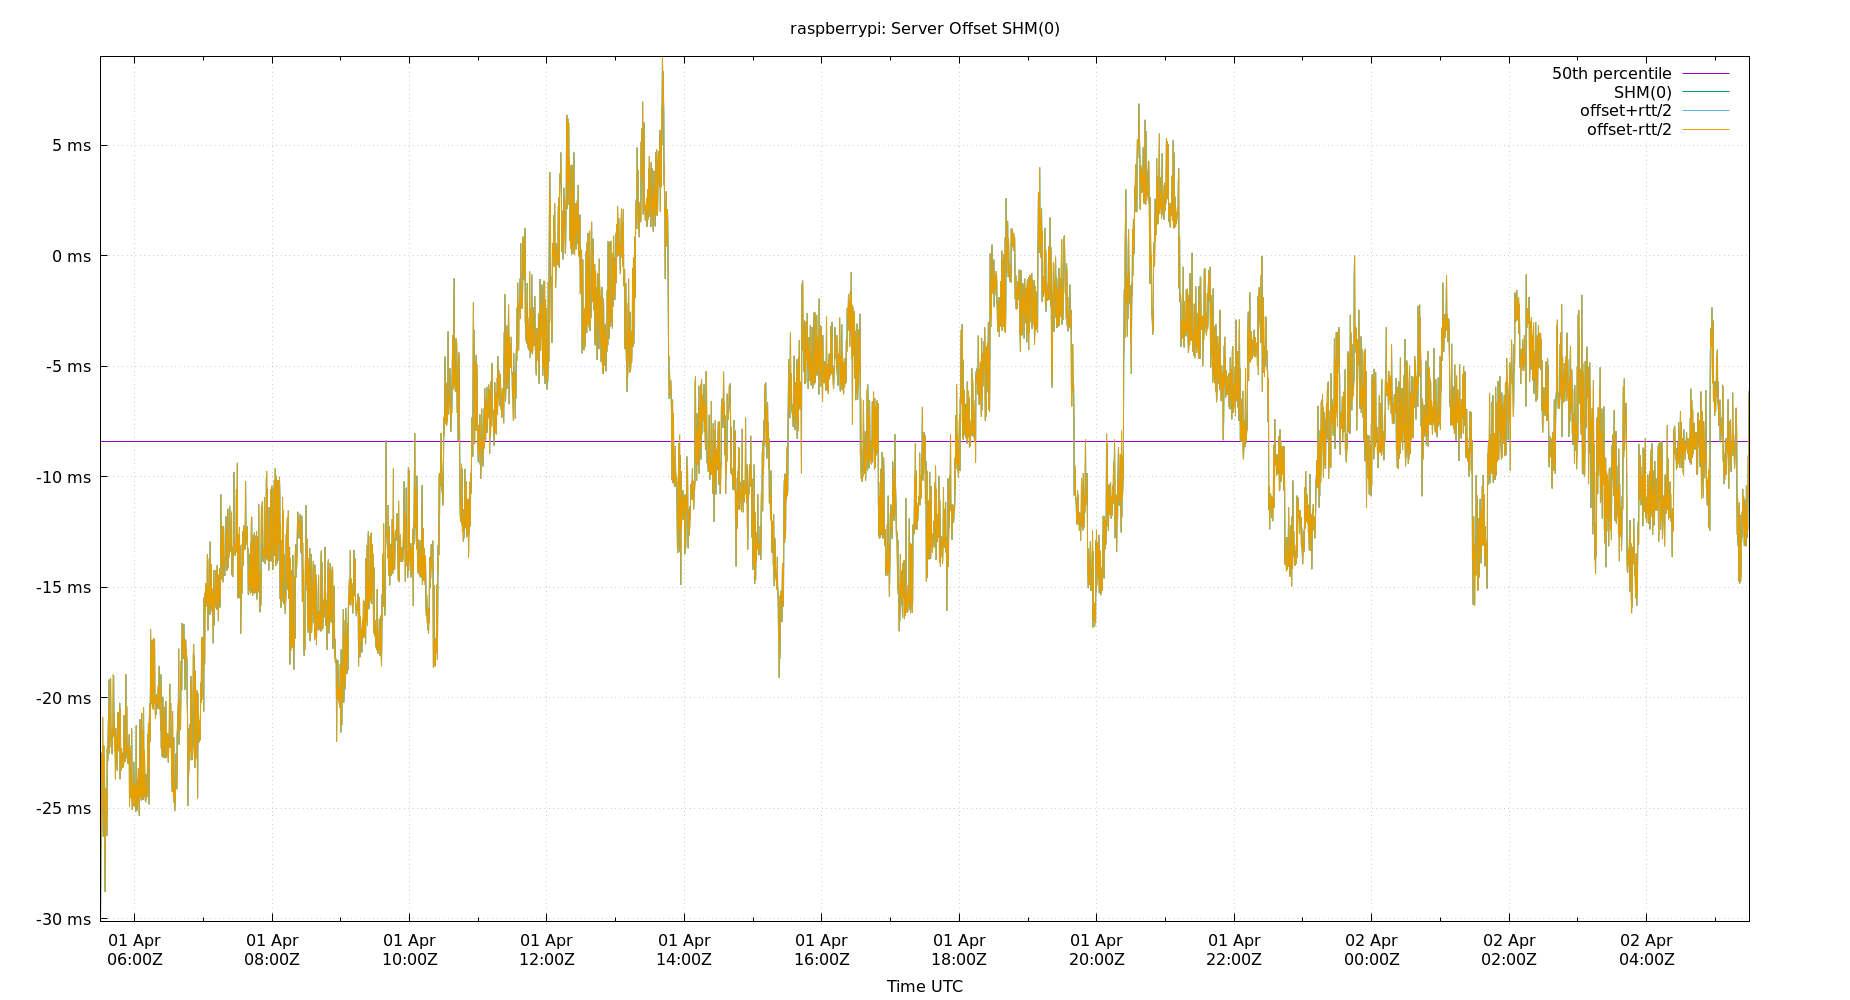 raspberrypi: Server Offset SHM(0)
50th percentile
SHM(0)
offset+rtt/2
offset-rtt/2
5 ms
0 ms
-5 ms
-10 ms
-15 ms
-20 ms
-25 ms
-30 ms
01 Apr 01 Apr 01 Apr 01 Apr 01 Apr 01 Apr 01 Apr 01 Apr 01 Apr 02 Apr 02 Apr 02 Apr
06:00Z 08:00Z 10:00Z 12:00Z 14:00Z 16:00Z 18:00Z 20:00Z 22:00Z 00:00Z 02:00Z 04:00Z
Time UTC